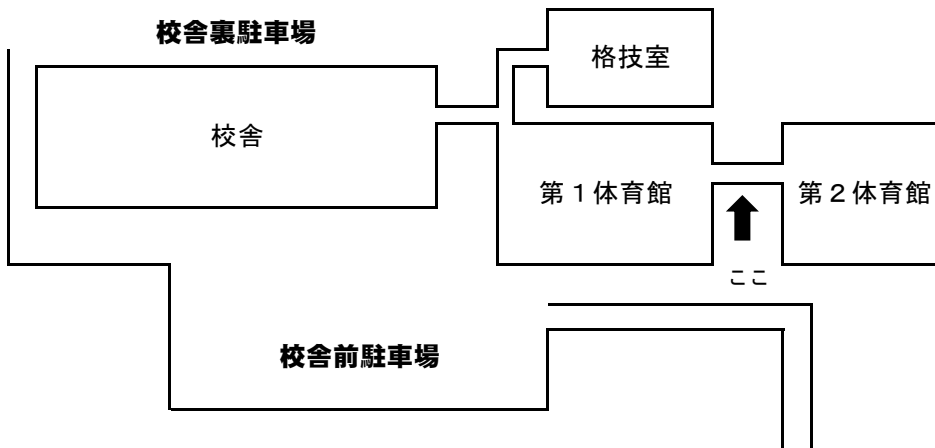 校舎裏駐車場
格技室
校舎
第１体育館
第２体育館
ここ
校舎前駐車場